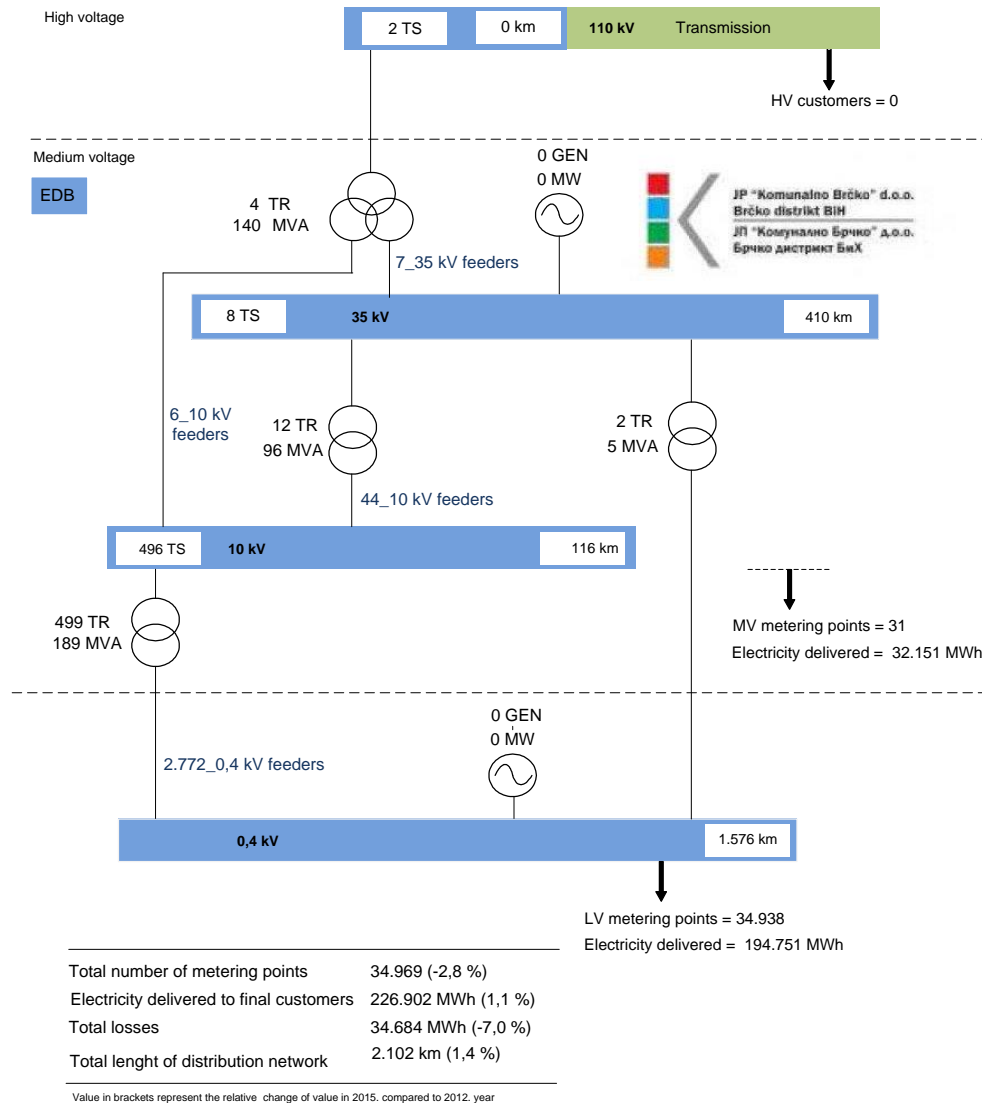 High voltage
2 TS
0 km
110 kV
Transmission
HV customers = 0
Medium voltage
EDB
0 GEN
0 MW
4 TR
140 MVA
JP "Komunalno Brčko" d.o.o.
Brčko distrikt BiH
ЈП "Комунално Брчко" д.о.о.
Брчко дистрикт БиХ
7_35 kV feeders
8 TS
35 kV
410 km
6_10 kV
feeders
12 TR
96 MVA
2 TR
5 MVA
44_10 kV feeders
496 TS
10 kV
116 km
499 TR
189 MVA
MV metering points = 31
Electricity delivered = 32.151 MWh
0 GEN
0 MW
2.772_0,4 kV feeders
0,4 kV
1.576 km
LV metering points = 34.938
Electricity delivered = 194.751 MWh
Total number of metering points 34.969 (-2,8 %)
Electricity delivered to final customers 226.902 MWh (1,1 %)
Total losses 34.684 MWh (-7,0 %)
Total lenght of distribution network 2.102 km (1,4 %)
Value in brackets represent the relative change of value in 2015. compared to 2012. year